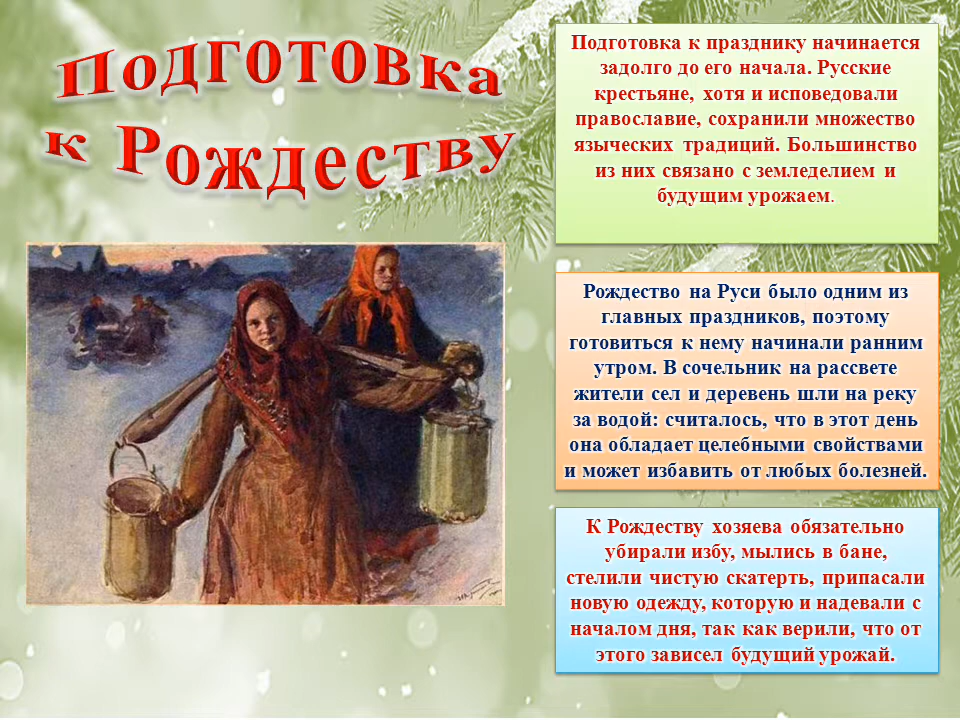 Подготовка
к Рождеству
Подготовка к празднику начинается
задолго до его начала. Русские
крестьяне, хотя и исповедовали
православие, сохранили множество
языческих традиций. Большинство
из них связано с земледелием и
будущим урожаем.
Рождество на Руси было одним из
главных праздников, поэтому
готовиться к нему начинали ранним
утром. В сочельник на рассвете
жители сел и деревень шли на реку
за водой: считалось, что в этот день
она обладает целебными свойствами
и может избавить от любых болезней.
К Рождеству хозяева обязательно
убирали избу, мылись в бане,
стелили чистую скатерть, припасали
новую одежду, которую и надевали с
началом дня, так как верили, что от
этого зависел будущий урожай.